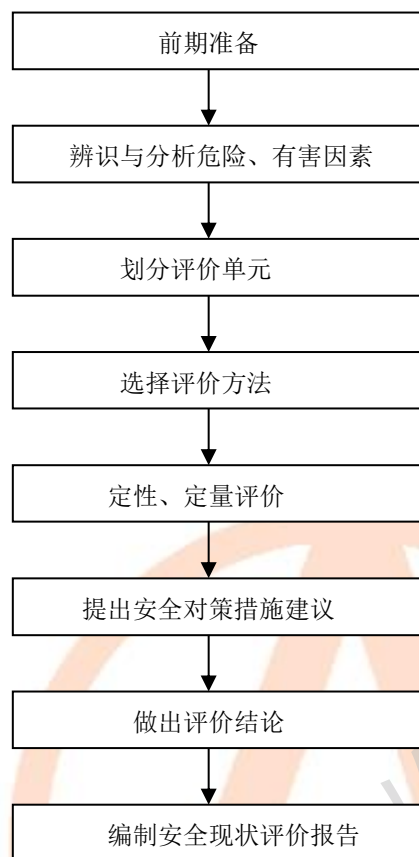 前期准备
辨识与分析危险、有害因素
划分评价单元
选择评价方法
定性、定量评价
提出安全对策措施建议
做出评价结论
编制安全现状评价报告